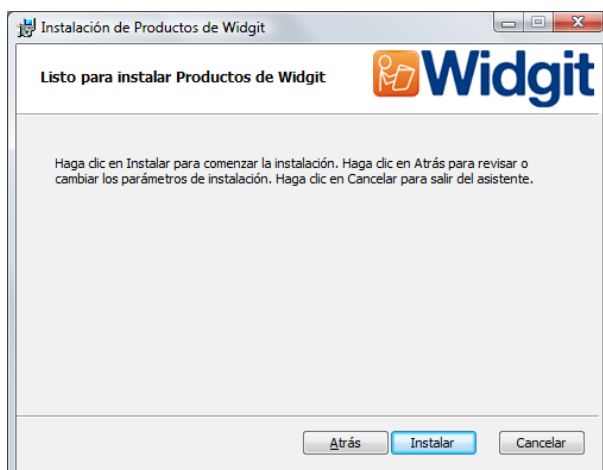 Instalación de Productos de Widgit
Listo para instalar Productos de Widgit
Widgit
Haga clic en Instalar para comenzar la instalación. Haga clic en Atrás para revisar o
cambiar los parámetros de instalación. Haga clic en Cancelar para salir del asistente.
Atrás
Instalar
Cancelar